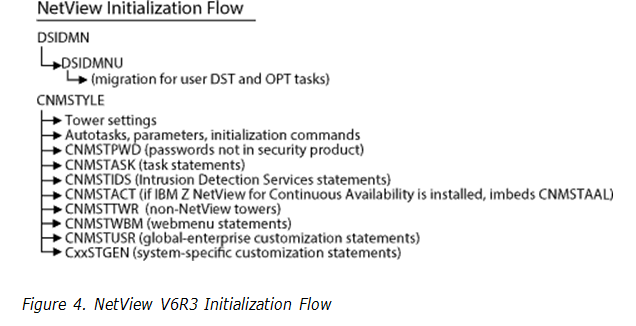 NetView Initialization Flow
DSIDMN
DSIDMNU
(migration for user DST and OPT tasks)
CNMSTYLE
Tower settings
Autotasks, parameters, initialization commands
CNMSTPWD (passwords not in security product)
CNMSTASK (task statements)
CNMSTIDS (Intrusion Detection Services statements)
CNMSTACT (if IBM Z NetView for Continuous Availability is installed, imbeds CNMSTAAL)
CNMSTTWR (non-NetView towers)
CNMSTWBM (webmenu statements)
CNMSTUSR (global-enterprise customization statements)
CxxSTGEN (system-specific customization statements)
Figure 4. NetView V6R3 Initialization Flow